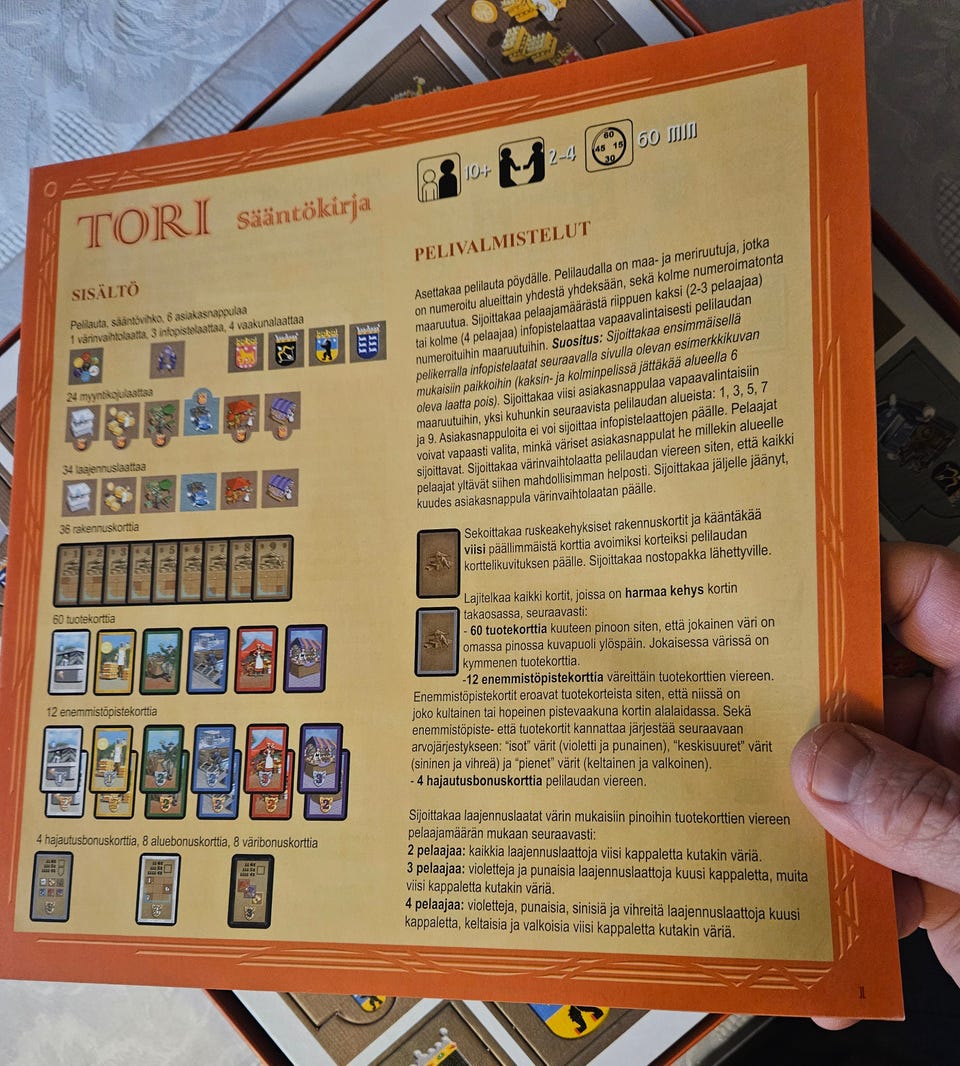 TORI Sääntökirja
10+ 2-4 60 45 15 30 60 min
SISÄLTÖ
Pelilauta, sääntövihko, 6 asiakasnappulaa
1 värinvaihtolaatta, 3 infopistelaattaa, 4 vaakunalaattaa
24 myyntikojulaattaa
34 laajennuslaattaa
36 rakennuskorttia
1 2 3 4 5 6 7 8 9
60 tuotekorttia
12 enemmistöpistekorttia
4 hajautusbonuskorttia, 8 aluebonuskorttia, 8 väribonuskorttia
PELIVALMISTELUT
Asettakaa pelilauta pöydälle. Pelilaudalla on maa- ja meriruutuja, jotka
on numeroitu alueittain yhdestä yhdeksään, sekä kolme numeroimatonta
maaruutua. Sijoittakaa pelaajamäärästä riippuen kaksi (2-3 pelaajaa)
tai kolme (4 pelaajaa) infopistelaattaa vapaavalintaisesti pelilaudan
numeroituihin maaruutuihin. Suositus: Sijoittakaa ensimmäisellä
pelikerralla infopistelaatat seuraavalla sivulla olevan esimerkkikuvan
mukaisiin paikkoihin (kaksin- ja kolminpelissä jättäkää alueella 6
oleva laatta pois). Sijoittakaa viisi asiakasnappulaa vapaavalintaisiin
maaruutuihin, yksi kuhunkin seuraavista pelilaudan alueista: 1, 3, 5, 7
ja 9. Asiakasnappuloita ei voi sijoittaa infopistelaattojen päälle. Pelaajat
voivat vapaasti valita, minkä väriset asiakasnappulat he millekin alueelle
sijoittavat. Sijoittakaa värinvaihtolaatta pelilaudan viereen siten, että kaikki
pelaajat yltävät siihen mahdollisimman helposti. Sijoittakaa jäljelle jäänyt,
kuudes asiakasnappula värinvaihtolaatan päälle.
Sekoittakaa ruskeakehyksiset rakennuskortit ja kääntäkää
viisi päällimmäistä korttia avoimiksi korteiksi pelilaudan
korttelikuvituksen päälle. Sijoittakaa nostopakka lähettyville.
Lajitelkaa kaikki kortit, joissa on harmaa kehys kortin
takaosassa, seuraavasti:
- 60 tuotekorttia kuuteen pinoon siten, että jokainen väri on
omassa pinossa kuvapuoli ylöspäin. Jokaisessa värissä on
kymmenen tuotekorttia.
-12 enemmistöpistekorttia väreittäin tuotekorttien viereen.
Enemmistöpistekortit eroavat tuotekorteista siten, että niissä on
joko kultainen tai hopeinen pistevaakuna kortin alalaidassa. Sekä
enemmistöpiste- että tuotekortit kannattaa järjestää seuraavaan
arvojärjestykseen: "isot" värit (violetti ja punainen), "keskisuuret" värit
(sininen ja vihreä) ja "pienet" värit (keltainen ja valkoinen).
- 4 hajautusbonuskorttia pelilaudan viereen.
Sijoittakaa laajennuslaatat värin mukaisiin pinoihin tuotekorttien viereen
pelaajamäärän mukaan seuraavasti:
2 pelaajaa: kaikkia laajennuslaattoja viisi kappaletta kutakin väriä.
3 pelaajaa: violetteja ja punaisia laajennuslaattoja kuusi kappaletta, muita
viisi kappaletta kutakin väriä.
4 pelaajaa: violetteja, punaisia, sinisiä ja vihreitä laajennuslaattoja kuusi
kappaletta, keltaisia ja valkoisia viisi kappaletta kutakin väriä.
1